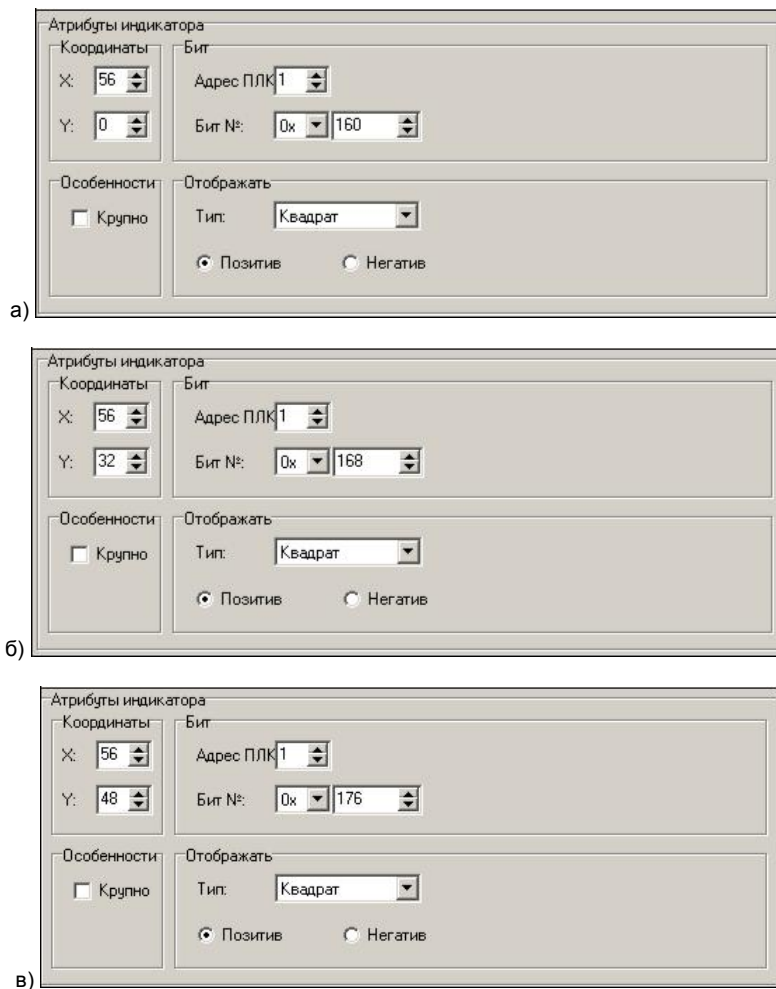 Атрибуты индикатора
Координаты Бит
X: 56 Адрес ПЛК 1
Y: 0 Бит №: 0x 160
Особенности Отображать
Крупно Тип: Квадрат
Позитив Негатив
а)
Атрибуты индикатора
Координаты Бит
X: 56 Адрес ПЛК 1
Y: 32 Бит №: 0x 168
Особенности Отображать
Крупно Тип: Квадрат
Позитив Негатив
б)
Атрибуты индикатора
Координаты Бит
X: 56 Адрес ПЛК 1
Y: 48 Бит №: 0x 176
Особенности Отображать
Крупно Тип: Квадрат
Позитив Негатив
в)